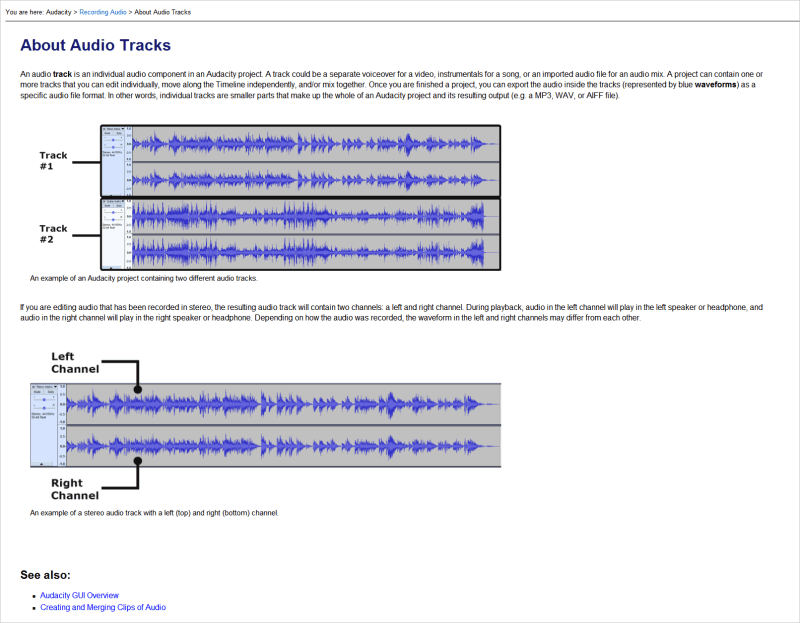 You are here: Audacity > Recording Audio > About Audio Tracks
About Audio Tracks
An audio track is an individual audio component in an Audacity project. A track could be a separate voiceover for a video, instrumentals for a song, or an imported audio file for an audio mix. A project can contain one or
more tracks that you can edit individually, move along the Timeline independently, and/or mix together. Once you are finished a project, you can export the audio inside the tracks (represented by blue waveforms) as a
specific audio file format. In other words, individual tracks are smaller parts that make up the whole of an Audacity project and its resulting output (e.g. a MP3, WAV, or AIFF file).
Track
#1
Track
#2
An example of an Audacity project containing two different audio tracks.
If you are editing audio that has been recorded in stereo, the resulting audio track will contain two channels: a left and right channel. During playback, audio in the left channel will play in the left speaker or headphone, and
audio in the right channel will play in the right speaker or headphone. Depending on how the audio was recorded, the waveform in the left and right channels may differ from each other.
Left
Channel
Right
Channel
An example of a stereo audio track with a left (top) and right (bottom) channel.
See also:
Audacity GUI Overview
Creating and Merging Clips of Audio